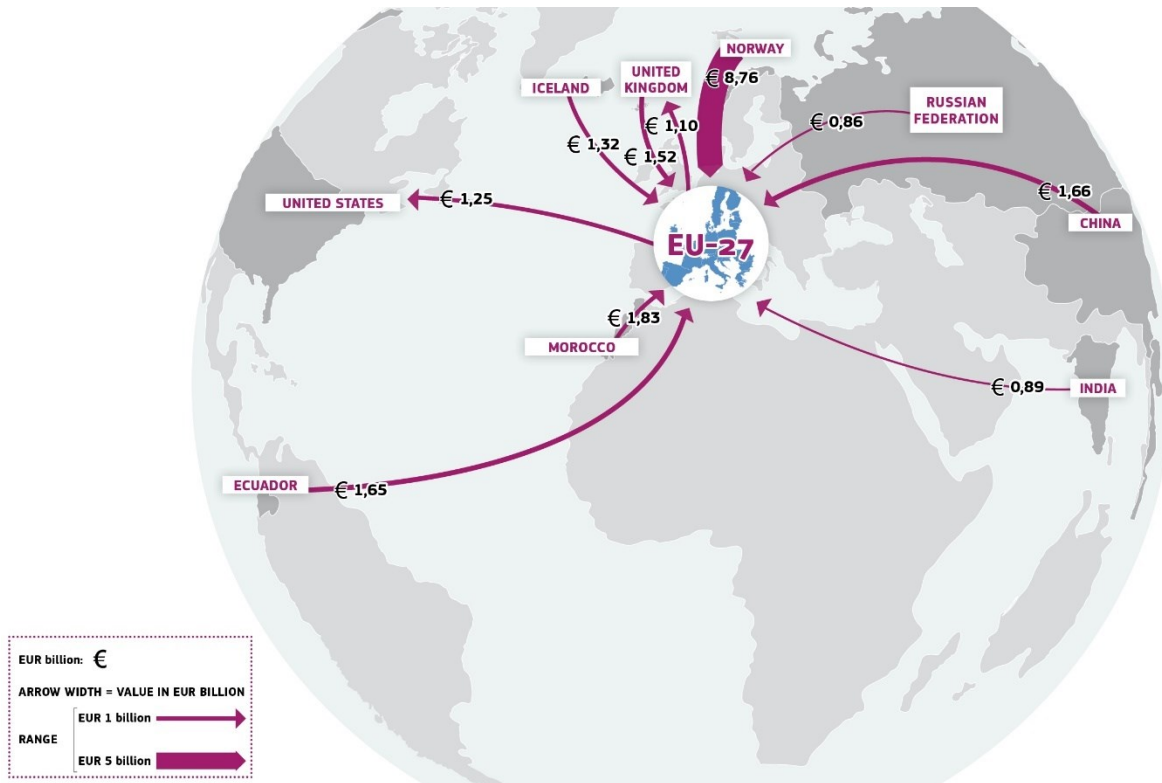 NORWAY
€ 8,76
UNITED
KINGDOM
€ 1,10
€ 1,52
ICELAND
€ 1,32
RUSSIAN
FEDERATION
€ 0,86
UNITED STATES
€ 1,25
€ 1,66
CHINA
EU-27
MOROCCO
€ 1,83
€ 0,89
INDIA
ECUADOR
€ 1,65
EUR billion: €
ARROW WIDTH = VALUE IN EUR BILLION
RANGE
EUR 1 billion
EUR 5 billion